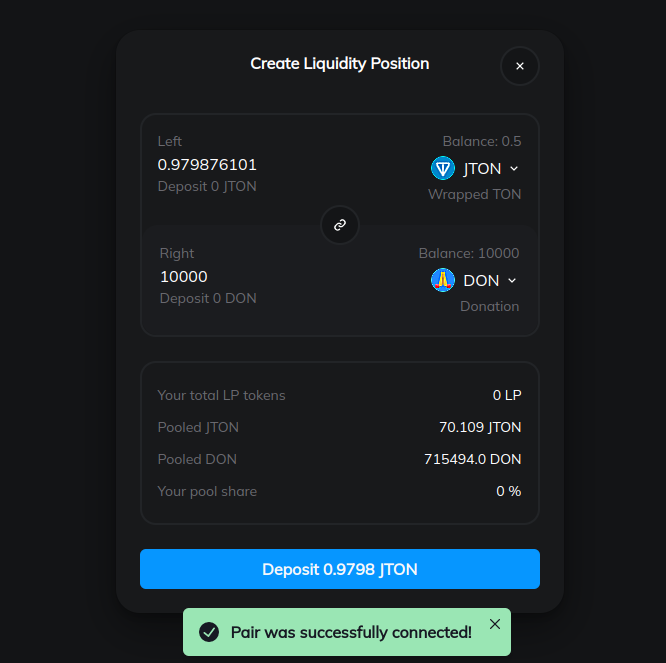 Create Liquidity Position
Left
Balance: 0.5
0.979876101
JTON
Deposit 0 JTON
Wrapped TON
Right
Balance: 10000
10000
DON
Deposit 0 DON
Donation
Your total LP tokens
0 LP
Pooled JTON
70.109 JTON
Pooled DON
715494.0 DON
Your pool share
0 %
Deposit 0.9798 JTON
Pair was successfully connected!